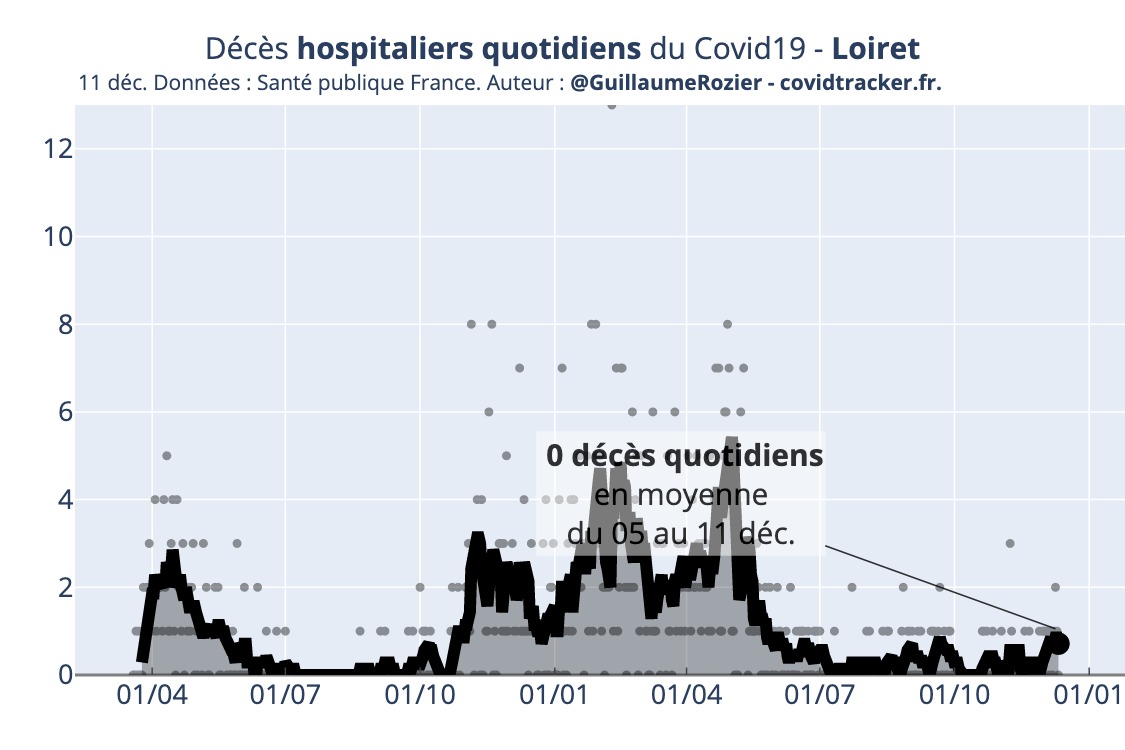 Décès hospitaliers quotidiens du Covid19 - Loiret
11 déc. Données : Santé publique France. Auteur : @GuillaumeRozier - covidtracker.fr.
12
10
8
6
4
2
0
0 décès quotidiens
en moyenne
du 05 au 11 déc.
01/04 01/07 01/10 01/01 01/04 01/07 01/10 01/01